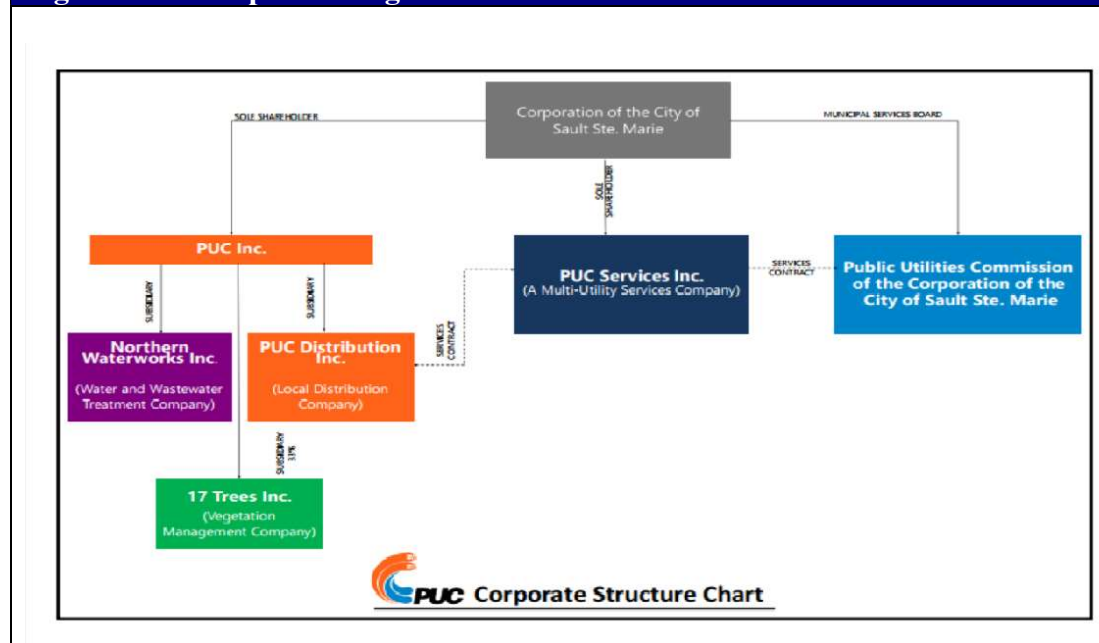 SOLE SHAREHOLDER
Corporation of the City of
Sault Ste. Marie
MUNICIPAL SERVICES BOARD
SOLE
SHAREHOLDER
PUC Inc.
PUC Services Inc.
(A Multi-Utility Services Company)
SERVICES
CONTRACT
Public Utilities Commission
of the Corporation of the
City of Sault Ste. Marie
SUBSIDIARY
SUBSIDIARY
SERVICES
CONTRACT
Northern
Waterworks Inc.
(Water and Wastewater
Treatment Company)
PUC Distribution
Inc.
(Local Distribution
Company)
SUBSIDIARY
33%
17 Trees Inc.
(Vegetation
Management Company)
PUC Corporate Structure Chart